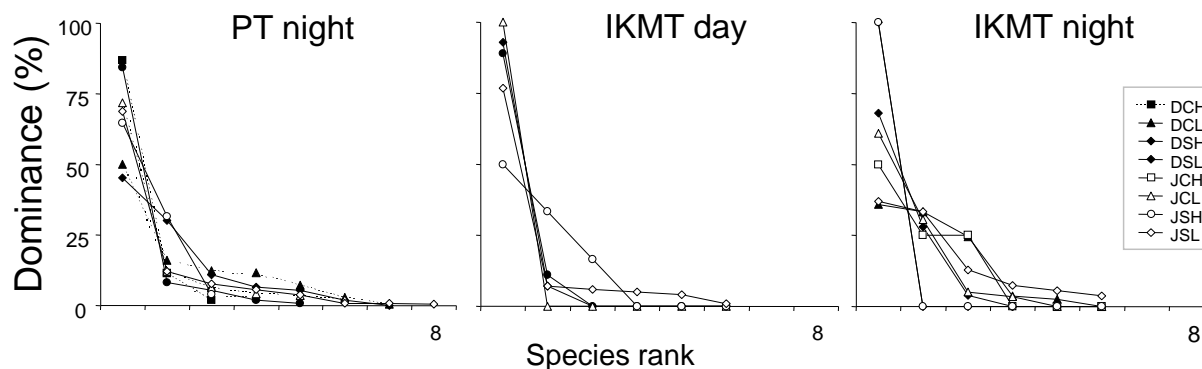 PT night
IKMT day
IKMT night
Dominance (%)
100
75
50
25
0
8
8
8
Species rank
DCH
DCL
DSH
DSL
JCH
JCL
JSH
JSL